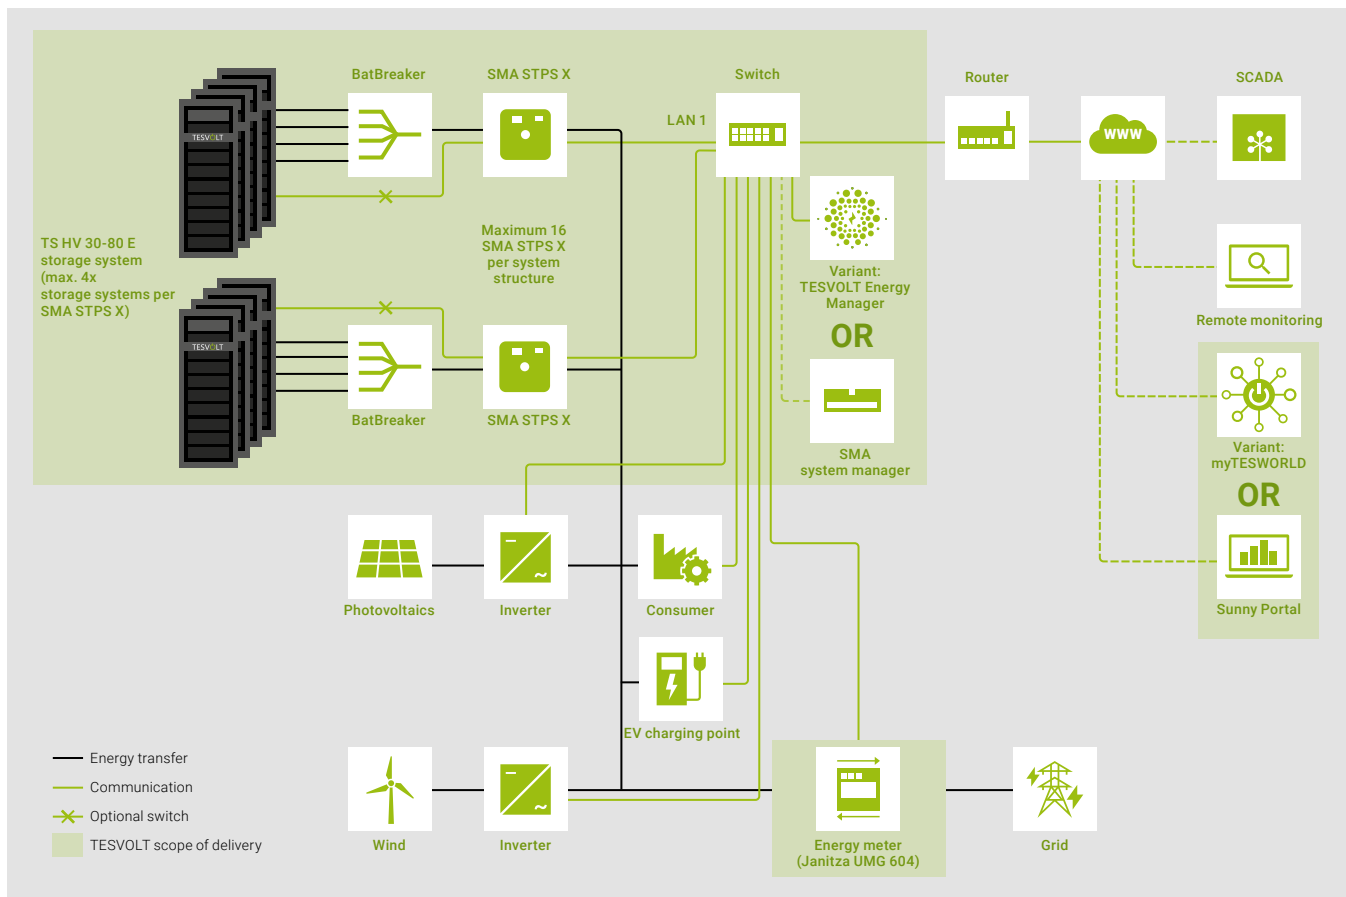 BatBreaker
SMA STPS X
Switch
Router
SCADA
LAN 1
WWW
TESVOLT
TS HV 30-80 E
storage system
(max. 4x
storage systems per
SMA STPS X)
Maximum 16
SMA STPS X
per system
structure
Variant:
TESVOLT Energy
Manager
OR
Remote monitoring
TESVOLT
BatBreaker
SMA STPS X
SMA
system manager
Variant:
myTESWORLD
OR
Photovoltaics
Inverter
Consumer
Sunny Portal
EV charging point
Energy transfer
Communication
Optional switch
TESVOLT scope of delivery
Wind
Inverter
Energy meter
(Janitza UMG 604)
Grid